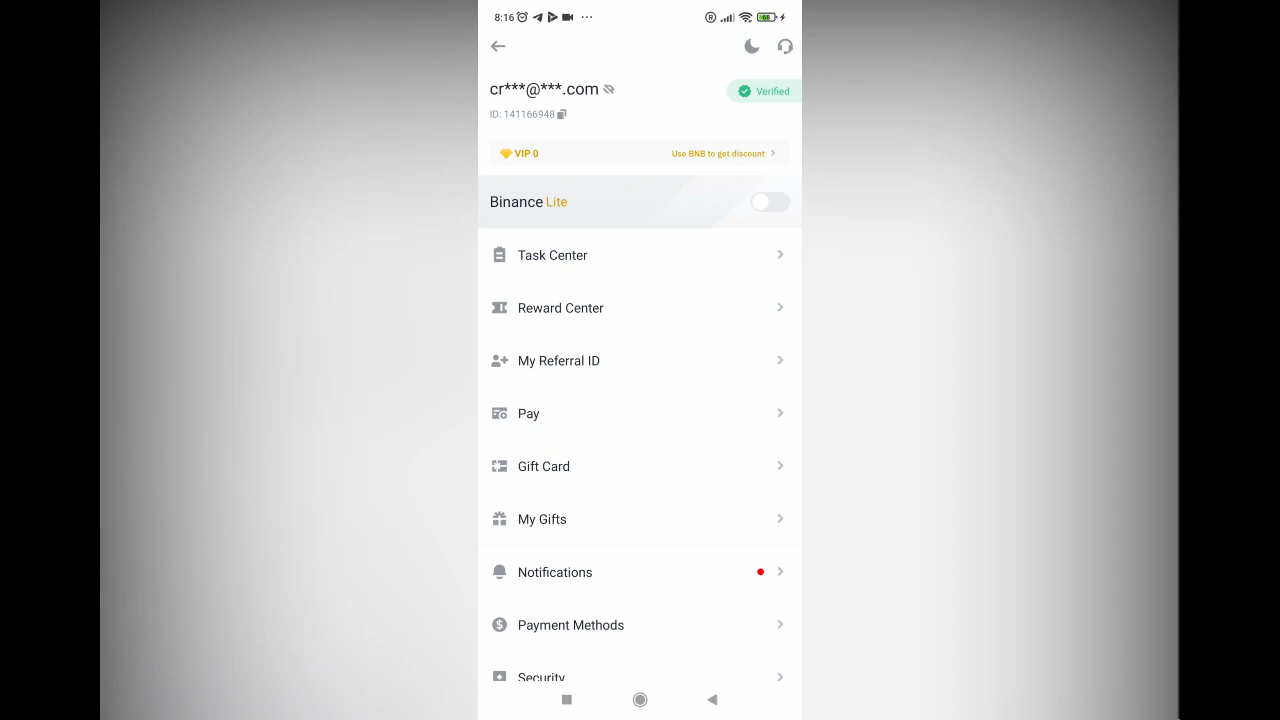 8:16 68
cr***@***.com
Verified
ID: 141166948
VIP 0 Use BNB to get discount
Binance Lite
Task Center
Reward Center
My Referral ID
Pay
Gift Card
My Gifts
Notifications
Payment Methods
Security